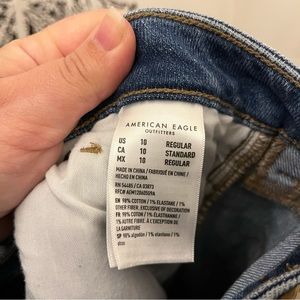 AMERICAN EAGLE
OUTFITTERS
US 10 REGULAR
CA 10 STANDARD
MX 10 REGULAR
MADE IN CHINA / FABRIQUÉ EN CHINE /
HECHO EN CHINA
RN 54485 / CA 03873
EN 98% COTTON / 1% ELASTANE / 1%
OTHER FIBER. EXCLUSIVE OF DECORATION
FR 98% COTON / 1% ÉLASTHANNE /
1% AUTRE FIBRE. À L'EXCEPTION DE
LA GARNITURE
SP 98% algodón / 1% elastano / 1%
otras